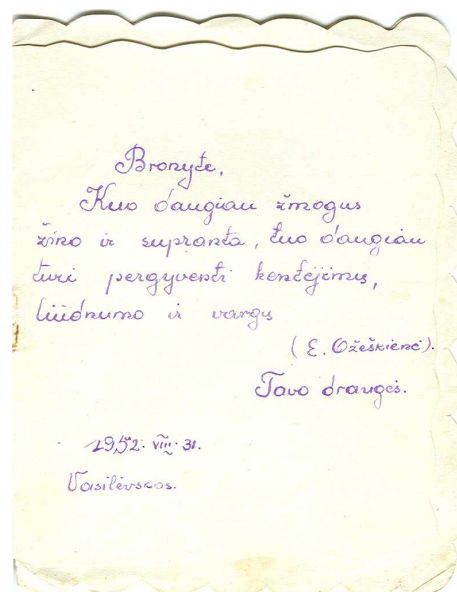 Bronyte,
Kuo daugiau žmogus
žino ir supranta, tuo daugiau
turi pergyventi kentėjimų,
liūdnumo ir vargų
(E. Ožeškienė).
Tavo draugės.
1952. VIII. 31.
Vasilevscos.